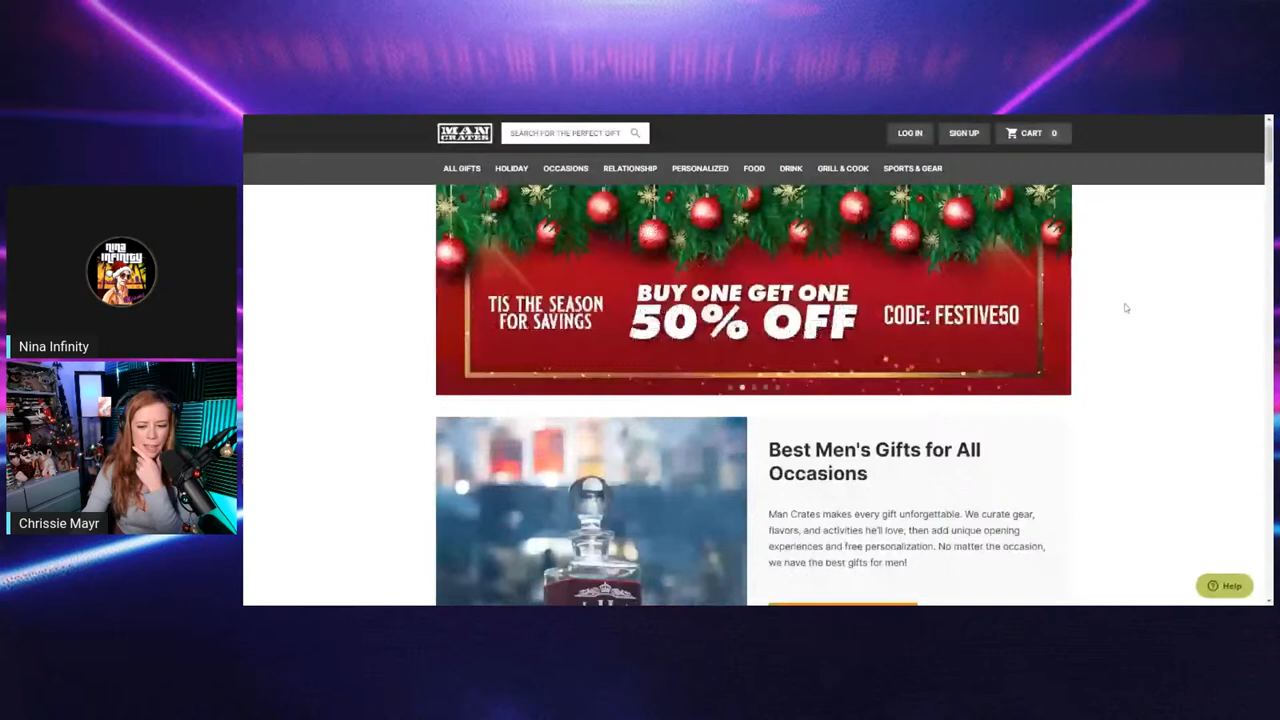 MAN
CRATES
SEARCH FOR THE PERFECT GIFT
LOG IN
SIGN UP
CART 0
ALL GIFTS HOLIDAY OCCASIONS RELATIONSHIP PERSONALIZED FOOD DRINK GRILL & COOK SPORTS & GEAR
TIS THE SEASON
FOR SAVINGS
BUY ONE GET ONE
50% OFF
CODE: FESTIVE50
nina
infinity
Nina Infinity
Chrissie Mayr
Best Men's Gifts for All
Occasions
Man Crates makes every gift unforgettable. We curate gear,
flavors, and activities he'll love, then add unique opening
experiences and free personalization. No matter the occasion,
we have the best gifts for men!
Help